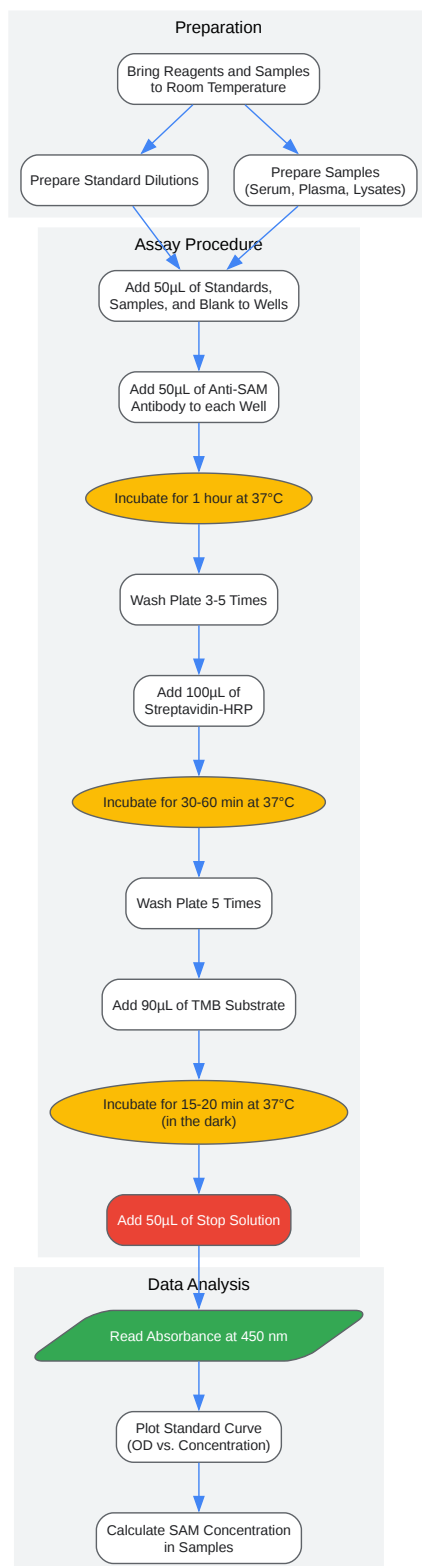 Preparation
Bring Reagents and Samples
to Room Temperature
Prepare Standard Dilutions
Prepare Samples
(Serum, Plasma, Lysates)
Assay Procedure
Add 50µL of Standards,
Samples, and Blank to Wells
Add 50µL of Anti-SAM
Antibody to each Well
Incubate for 1 hour at 37°C
Wash Plate 3-5 Times
Add 100µL of
Streptavidin-HRP
Incubate for 30-60 min at 37°C
Wash Plate 5 Times
Add 90µL of TMB Substrate
Incubate for 15-20 min at 37°C
(in the dark)
Add 50µL of Stop Solution
Data Analysis
Read Absorbance at 450 nm
Plot Standard Curve
(OD vs. Concentration)
Calculate SAM Concentration
in Samples